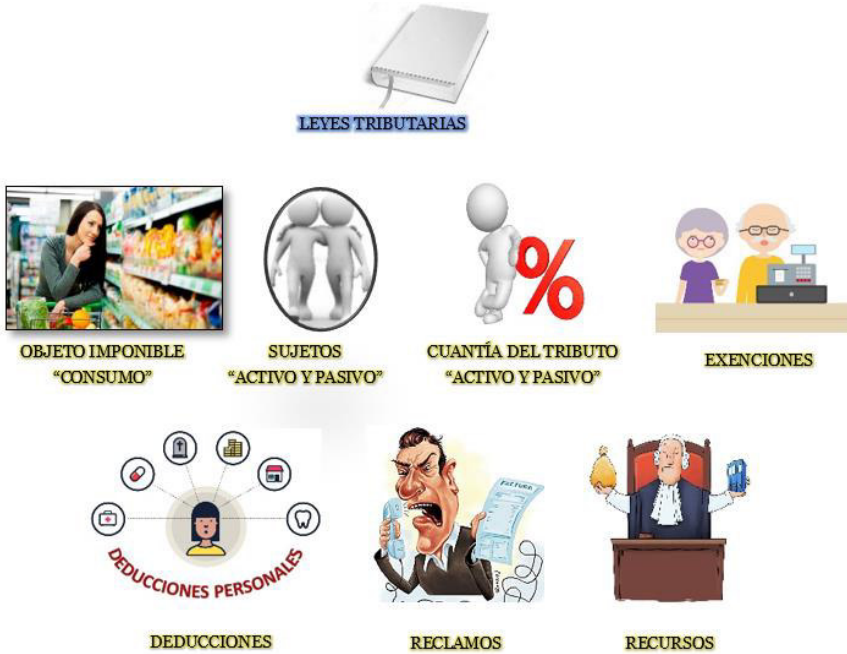 LEYES TRIBUTARIAS
OBJETO IMPONIBLE
“CONSUMO”
SUJETOS
“ACTIVO Y PASIVO”
CUANTÍA DEL TRIBUTO
“ACTIVO Y PASIVO”
%
EXENCIONES
DEDUCCIONES PERSONALES
DEDUCCIONES
FACTURA
RECLAMOS
RECURSOS